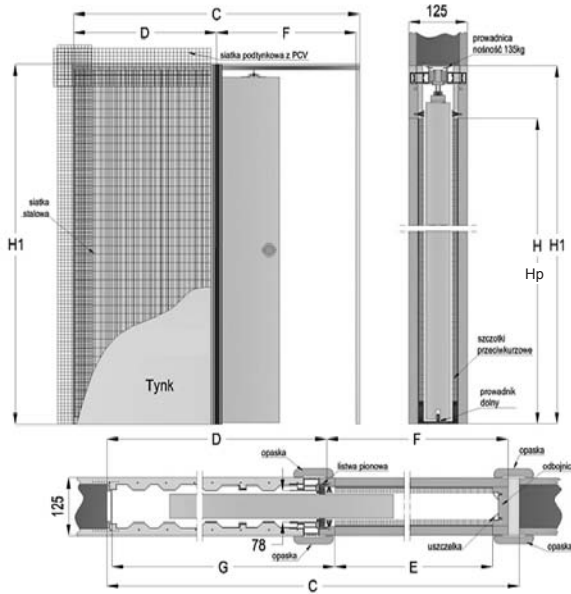 C
D
F
siatka podtynkowa z PCV
siatka
stalowa
H1
Tynk
125
prowadnica
nośność 135kg
H
Hp
H1
szczotki
przeciwkurzowe
prowadnik
dolny
D
F
opaska
listwa pionowa
opaska
odbojnica
125
78
opaska
uszczelka
opaska
G
E
C